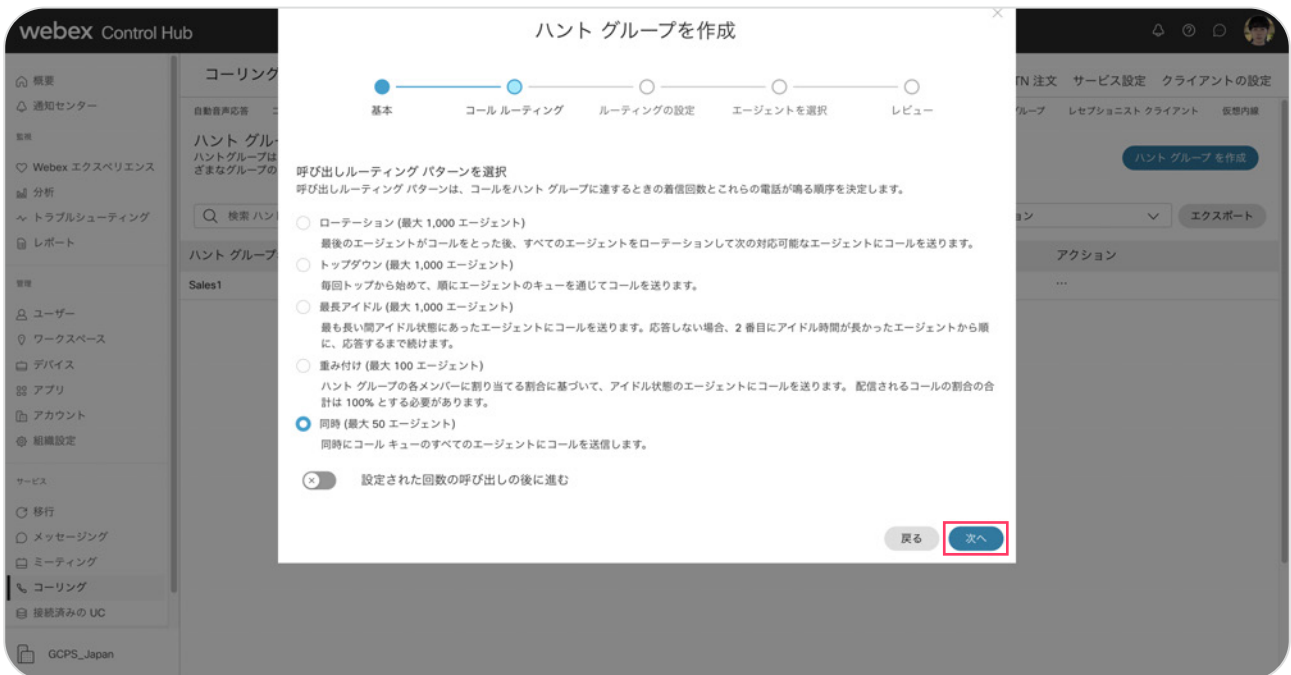 webex Control Hub
概要
通知センター
監視
Webex エクスペリエンス
分析
トラブルシューティング
レポート
管理
ユーザー
ワークスペース
デバイス
アプリ
アカウント
組織設定
サービス
移行
メッセージング
ミーティング
コーリング
接続済みの UC
GCPS_Japan
コーリング
TN 注文 サービス設定 クライアントの設定
自動音声応答
グループ レセプショニスト クライアント 仮想内線
ハント グルー
ハントグループは
ざまなグループの
ハント グループ を作成
検索 ハン
ョン
エクスポート
ハント グループ
アクション
Sales1
...
ハント グループを作成
基本
コール ルーティング
ルーティングの設定
エージェントを選択
レビュー
呼び出しルーティング パターンを選択
呼び出しルーティング パターンは、コールをハント グループに達するときの着信回数とこれらの電話が鳴る順序を決定します。
ローテーション (最大 1,000 エージェント)
最後のエージェントがコールをとった後、すべてのエージェントをローテーションして次の対応可能なエージェントにコールを送ります。
トップダウン (最大 1,000 エージェント)
毎回トップから始めて、順にエージェントのキューを通じてコールを送ります。
最長アイドル (最大 1,000 エージェント)
最も長い間アイドル状態にあったエージェントにコールを送ります。応答しない場合、2 番目にアイドル時間が長かったエージェントから順
に、応答するまで続けます。
重み付け (最大 100 エージェント)
ハント グループの各メンバーに割り当てる割合に基づいて、アイドル状態のエージェントにコールを送ります。 配信されるコールの割合の合
計は 100% とする必要があります。
同時 (最大 50 エージェント)
同時にコール キューのすべてのエージェントにコールを送信します。
設定された回数の呼び出しの後に進む
戻る
次へ